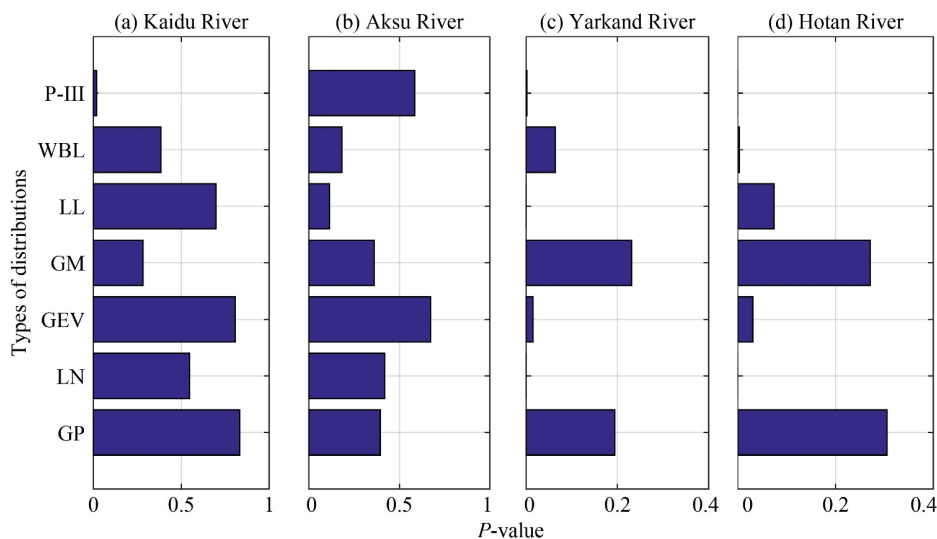 (a) Kaidu River (b) Aksu River (c) Yarkand River (d) Hotan River
Types of distributions
P-III
WBL
LL
GM
GEV
LN
GP
0 0.5 1 0 0.5 1 0 0.2 0.4 0 0.2 0.4
P-value